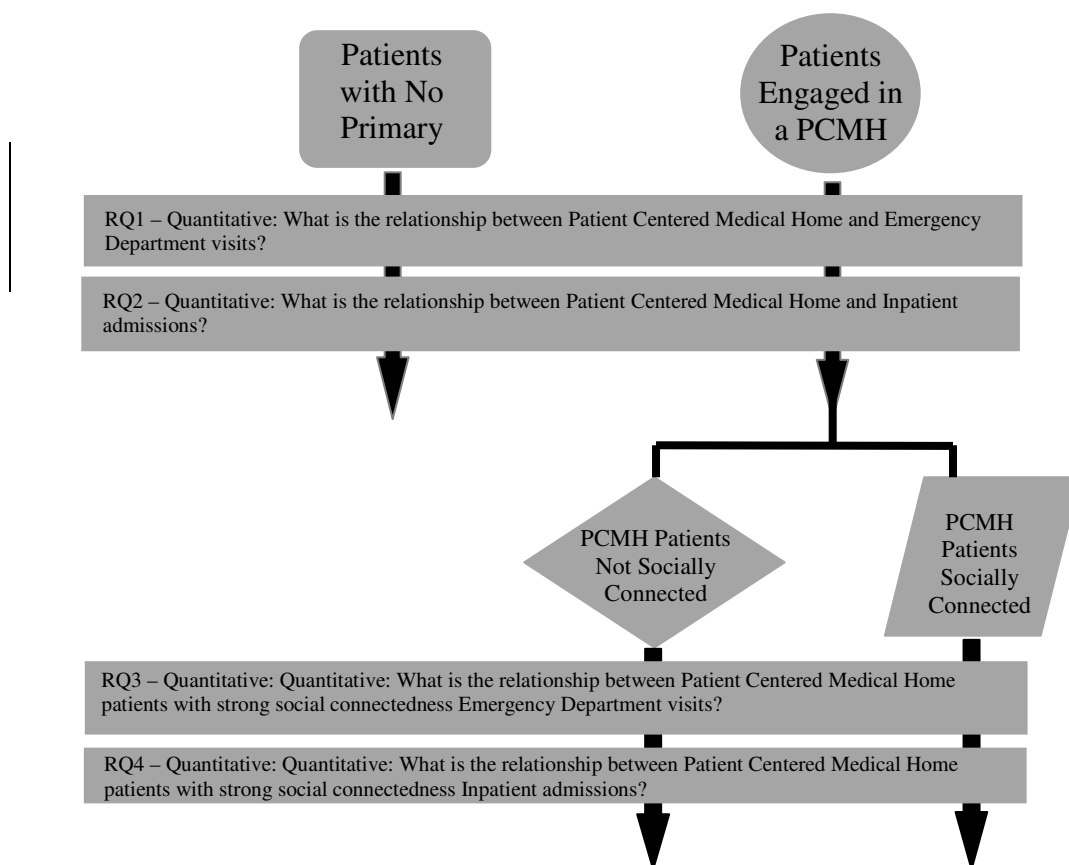 Patients
with No
Primary
Patients
Engaged in
a PCMH
RQ1 – Quantitative: What is the relationship between Patient Centered Medical Home and Emergency
Department visits?
RQ2 – Quantitative: What is the relationship between Patient Centered Medical Home and Inpatient
admissions?
PCMH Patients
Not Socially
Connected
PCMH
Patients
Socially
Connected
RQ3 – Quantitative: Quantitative: What is the relationship between Patient Centered Medical Home
patients with strong social connectedness Emergency Department visits?
RQ4 – Quantitative: Quantitative: What is the relationship between Patient Centered Medical Home
patients with strong social connectedness Inpatient admissions?